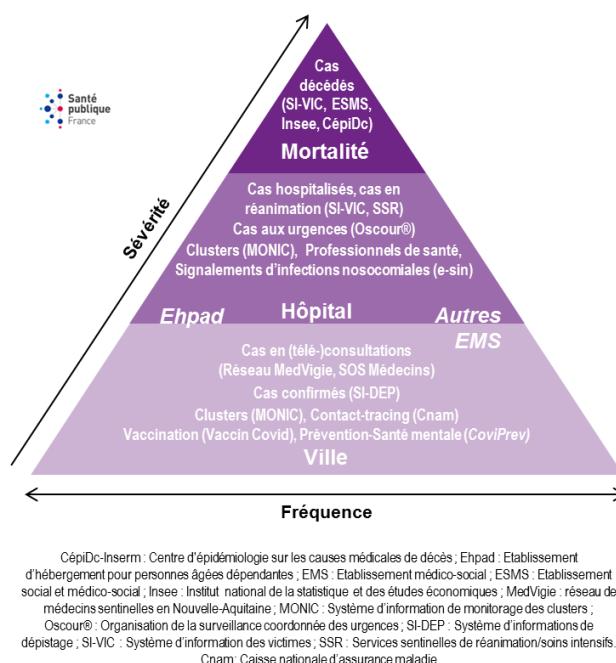 Santé
publique
France
Sévérité
Cas
décédés
(SI-VIC, ESMS,
Insee, CépiDc)
Mortalité
Cas hospitalisés, cas en
réanimation (SI-VIC, SSR)
Cas aux urgences (Oscour®)
Clusters (MONIC), Professionnels de santé,
Signalements d'infections nosocomiales (e-sin)
Ehpad Hôpital Autres
EMS
Cas en (télé-)consultations
(Réseau MedVigie, SOS Médecins)
Cas confirmés (SI-DEP)
Clusters (MONIC), Contact-tracing (Cnam)
Vaccination (Vaccin Covid), Prévention-Santé mentale (CoviPrev)
Ville
Fréquence
CépiDc-Inserm : Centre d'épidémiologie sur les causes médicales de décès ; Ehpad : Etablissement
d'hébergement pour personnes âgées dépendantes ; EMS : Etablissement médico-social ; ESMS : Etablissement
social et médico-social ; Insee : Institut national de la statistique et des études économiques ; MedVigie : réseau de
médecins sentinelles en Nouvelle-Aquitaine ; MONIC : Système d'information de monitorage des clusters ;
Oscour® : Organisation de la surveillance coordonnée des urgences ; SI-DEP : Système d'informations de
dépistage ; SI-VIC : Système d'information des victimes ; SSR : Services sentinelles de réanimation/soins intensifs.
Cnam: Caisse nationale d'assurance maladie